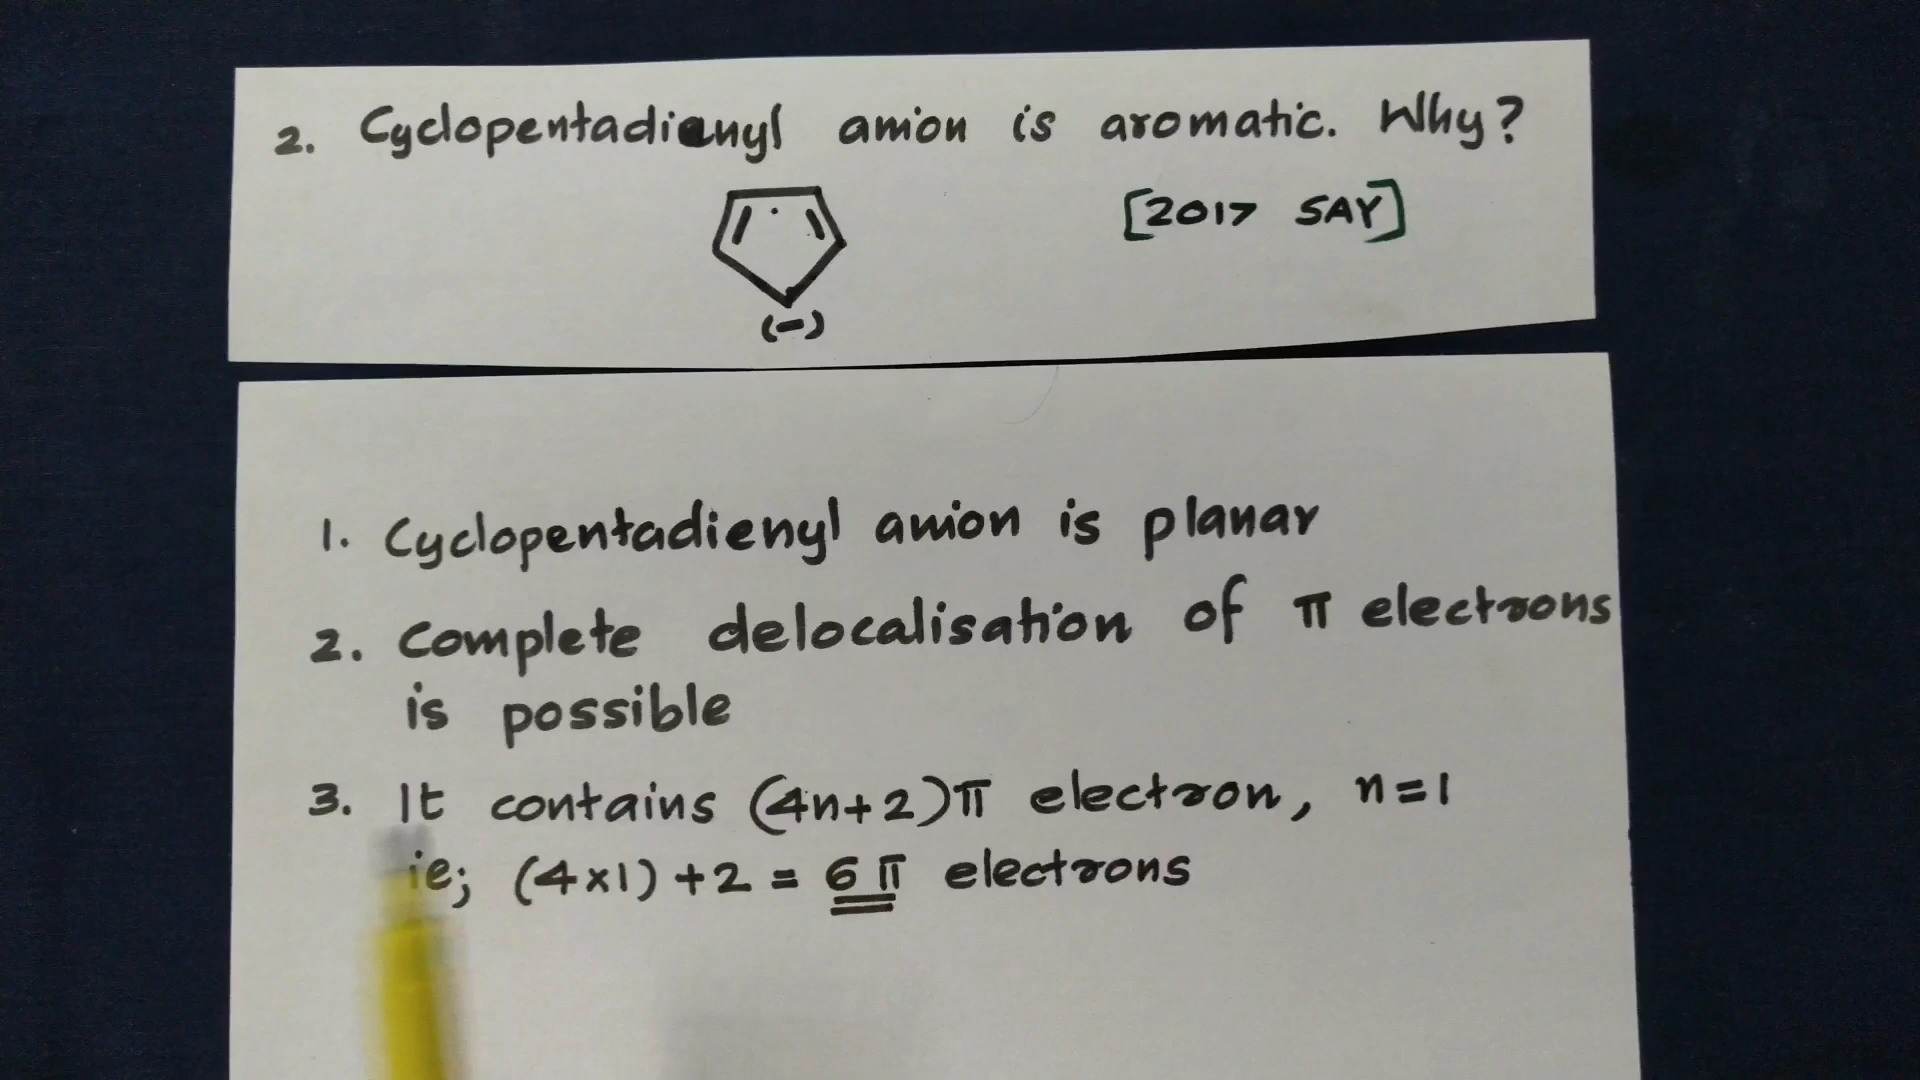 2. Cyclopentadienyl anion is aromatic. Why?
[2017 SAY]
(-)
1. Cyclopentadienyl anion is planar
2. Complete delocalisation of π electrons
is possible
3. It contains (4n+2)π electron, n=1
ie; (4×1)+2 = 6π electrons